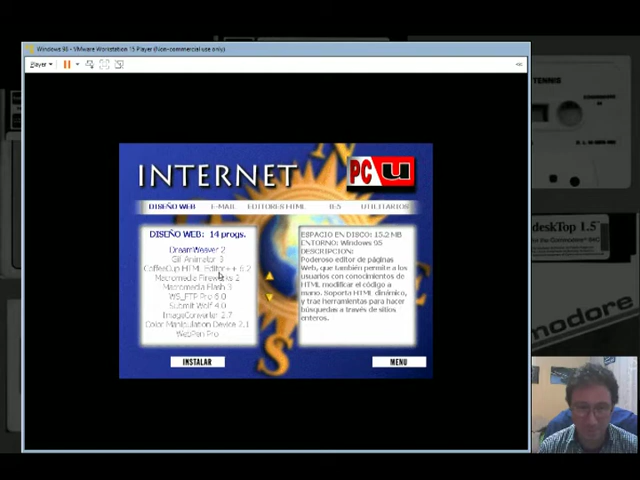 Windows 98 - VMware Workstation 15 Player (Non-commercial use only)
Player
INTERNET
PC u
DISEÑO WEB E-MAIL EDITORES HTML IE5 UTILITARIOS
DISEÑO WEB: 14 progs.
DreamWeaver 2
Gif Animator 3
CoffeeCup HTML Editor++ 6.2
Macromedia Fireworks 2
Macromedia Flash 3
WS_FTP Pro 6.0
Submit Wolf 4.0
ImageConverter 2.7
Color Manipulation Device 2.1
WebPen Pro
ESPACIO EN DISCO: 15.2 MB
ENTORNO: Windows 95
DESCRIPCION:
Poderoso editor de páginas
Web, que también permite a los
usuarios con conocimientos de
HTML modificar el código a
mano. Soporta HTML dinámico,
y trae herramientas para hacer
búsquedas a través de sitios
enteros.
INSTALAR
MENU
TENNIS
deskTop 1.5
mmodore